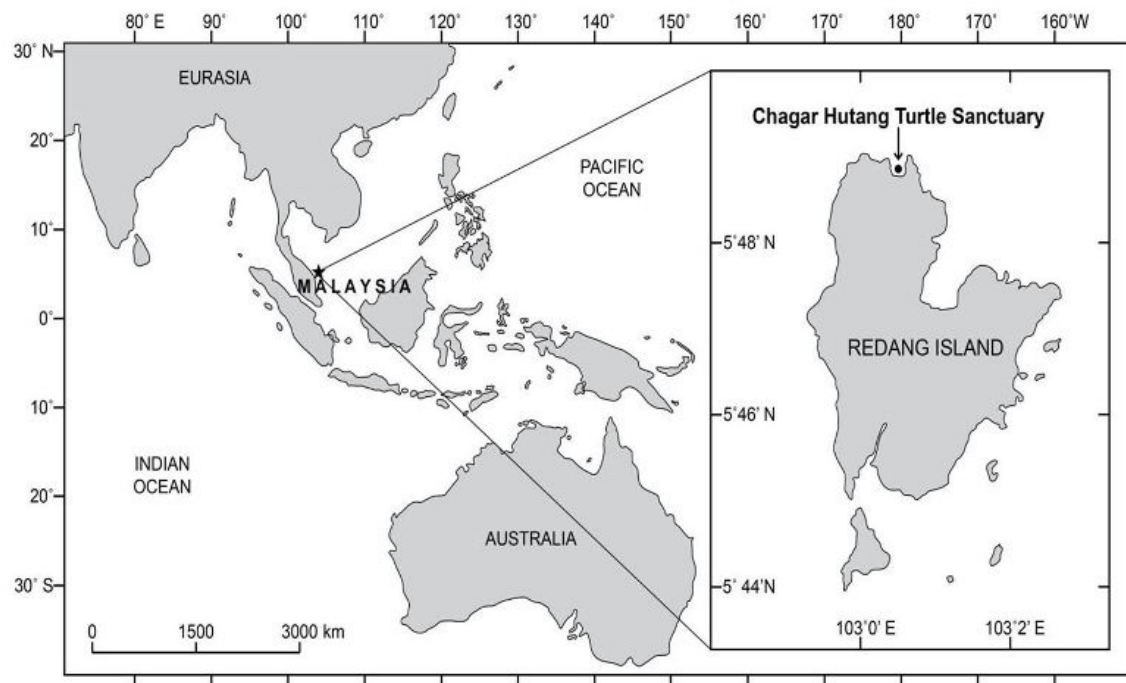 80˚ E 90˚ 100˚ 110˚ 120˚ 130˚ 140˚ 150˚ 170˚ 180˚ 170˚ 160˚W
30˚ N
EURASIA
Chagar Hutang Turtle Sanctuary
20˚
PACIFIC
OCEAN
10˚
5˚48' N
MALAYSIA
0˚
REDANG ISLAND
10˚
5˚46' N
INDIAN
OCEAN
20˚
AUSTRALIA
30˚ S
5˚44' N
0 1500 3000 km
103˚0' E 103˚2' E